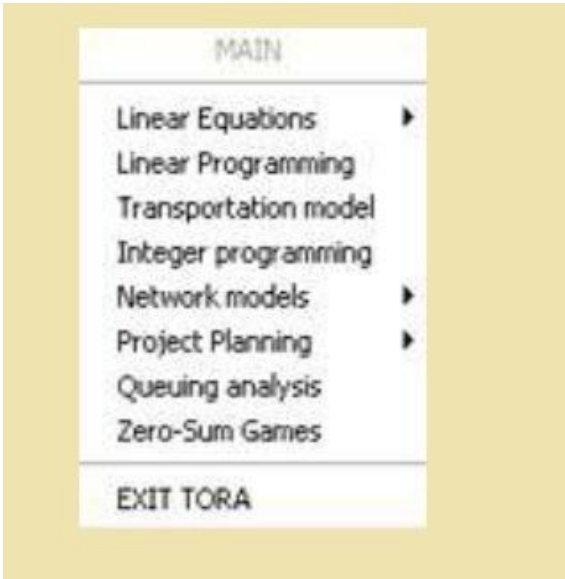 MAIN
Linear Equations
Linear Programming
Transportation model
Integer programming
Network models
Project Planning
Queuing analysis
Zero-Sum Games
EXIT TORA